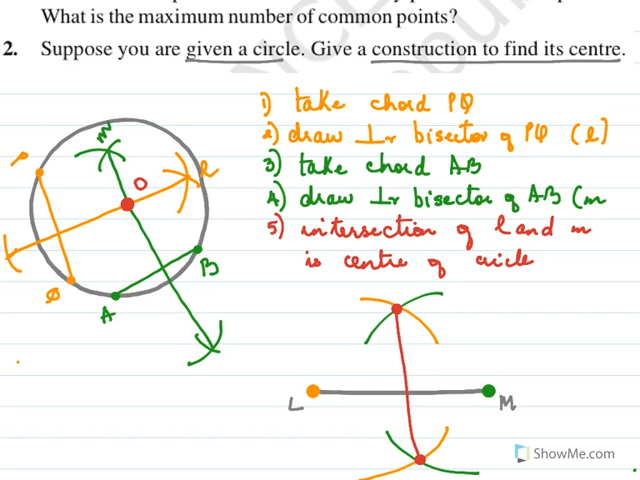 What is the maximum number of common points?
2. Suppose you are given a circle. Give a construction to find its centre.
1) take chord PQ
2) draw ⊥r bisector of PQ (l)
3) take chord AB
4) draw ⊥r bisector of AB (m
5) intersection of l and m
is centre of circle
P
m
O
l
Q
A
B
L
M
ShowMe.com